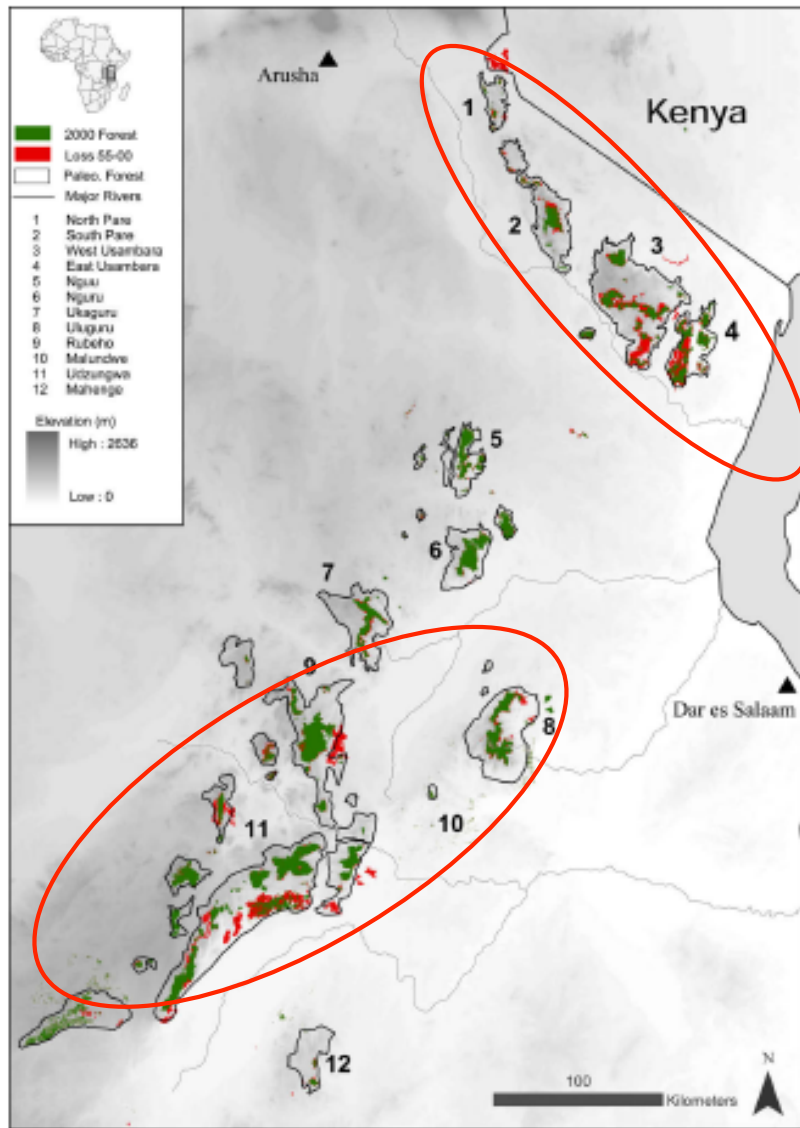 Arusha
Kenya
2000 Forest
Loss 55-00
Paleo. Forest
Major Rivers
1 North Pare
2 South Pare
3 West Usambara
4 East Usambara
5 Nguu
6 Nguru
7 Ukaguru
8 Uluguru
9 Rubeho
10 Malundwe
11 Udzungwa
12 Mahenge
Elevation (m)
High : 2636
Low : 0
1
2
3
4
5
6
7
9
8
10
11
12
Dar es Salaam
N
100
Kilometers